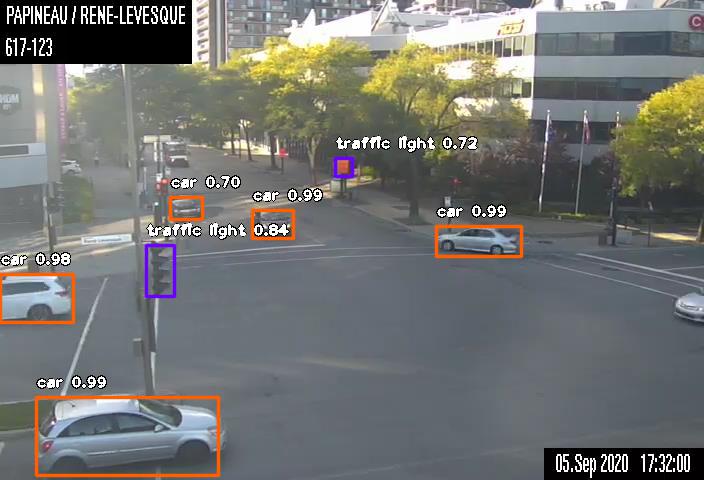 PAPINEAU / RENE-LEVESQUE
617-123
traffic light 0.72
car 0.70
car 0.99
car 0.99
traffic light 0.84
car 0.98
car 0.99
05.Sep 2020 17:32:00